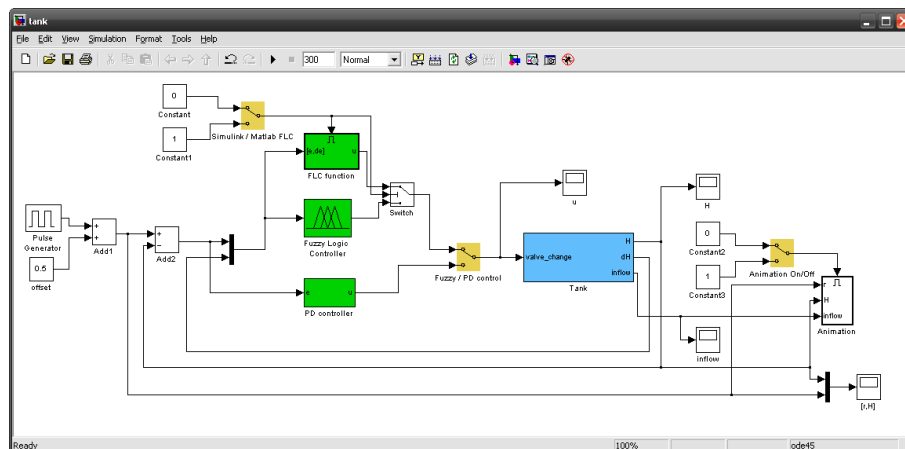 tank
File Edit View Simulation Format Tools Help
300 Normal
0
Constant
1
Constant1
Simulink / Matlab FLC
[e,de] u
FLC function
Switch
u
H
Pulse
Generator
+
+
Add1
0.5
offset
+
−
Add2
Fuzzy Logic
Controller
e u
PD controller
Fuzzy / PD control
valve_change
H
dH
inflow
Tank
0
Constant2
1
Constant3
Animation On/Off
r
H
inflow
Animation
inflow
[r,H]
Ready 100% ode45